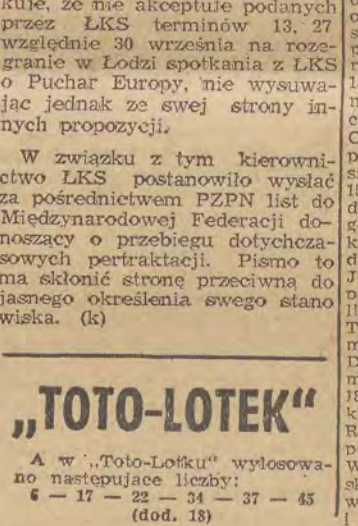 kuje, że nie akceptuje podanych
przez ŁKS terminów 13, 27
względnie 30 września na roze-
granie w Łodzi spotkania z ŁKS
o Puchar Europy, nie wysuwa-
jąc jednak ze swej strony in-
nych propozycji.
W związku z tym kierowni-
ctwo ŁKS postanowiło wysłać
za pośrednictwem PZPN list do
Międzynarodowej Federacji do-
noszący o przebiegu dotychcza-
sowych pertraktacji. Pismo to
ma skłonić stronę przeciwną do
jasnego określenia swego stano
wiska. (k)
„TOTO-LOTEK"
A w „Toto-Lotku" wylosowa-
no następujace liczby:
6 — 17 — 22 — 34 — 37 — 45
(dod. 18)